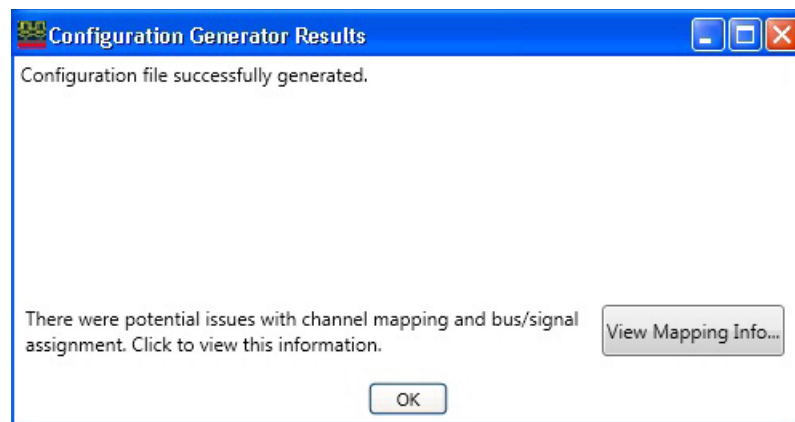 Configuration Generator Results
Configuration file successfully generated.
There were potential issues with channel mapping and bus/signal
assignment. Click to view this information.
View Mapping Info...
OK